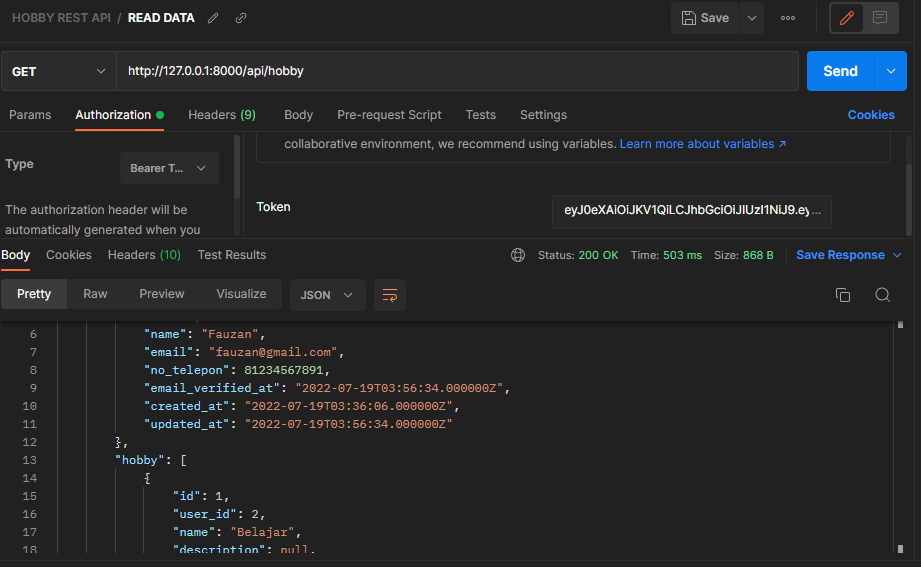 HOBBY REST API / READ DATA
Save
GET
http://127.0.0.1:8000/api/hobby
Send
Params Authorization Headers (9) Body Pre-request Script Tests Settings Cookies
Type
Bearer T...
The authorization header will be
automatically generated when you
collaborative environment, we recommend using variables. Learn more about variables ↗
Token
eyJ0eXAiOiJKV1QiLCJhbGciOiJIUzI1NiJ9.ey...
Body Cookies Headers (10) Test Results
Status: 200 OK Time: 503 ms Size: 868 B Save Response
Pretty Raw Preview Visualize JSON
6 "name": "Fauzan",
7 "email": "fauzan@gmail.com",
8 "no_telepon": 81234567891,
9 "email_verified_at": "2022-07-19T03:56:34.000000Z",
10 "created_at": "2022-07-19T03:36:06.000000Z",
11 "updated_at": "2022-07-19T03:56:34.000000Z"
12 },
13 "hobby": [
14 {
15 "id": 1,
16 "user_id": 2,
17 "name": "Belajar",
18 "description": null,